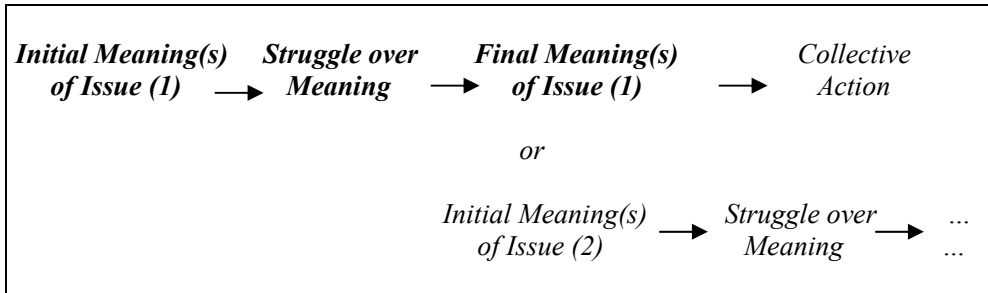 Initial Meaning(s) Struggle over Final Meaning(s) Collective
of Issue (1) Meaning of Issue (1) Action
or
Initial Meaning(s) Struggle over ...
of Issue (2) Meaning ...